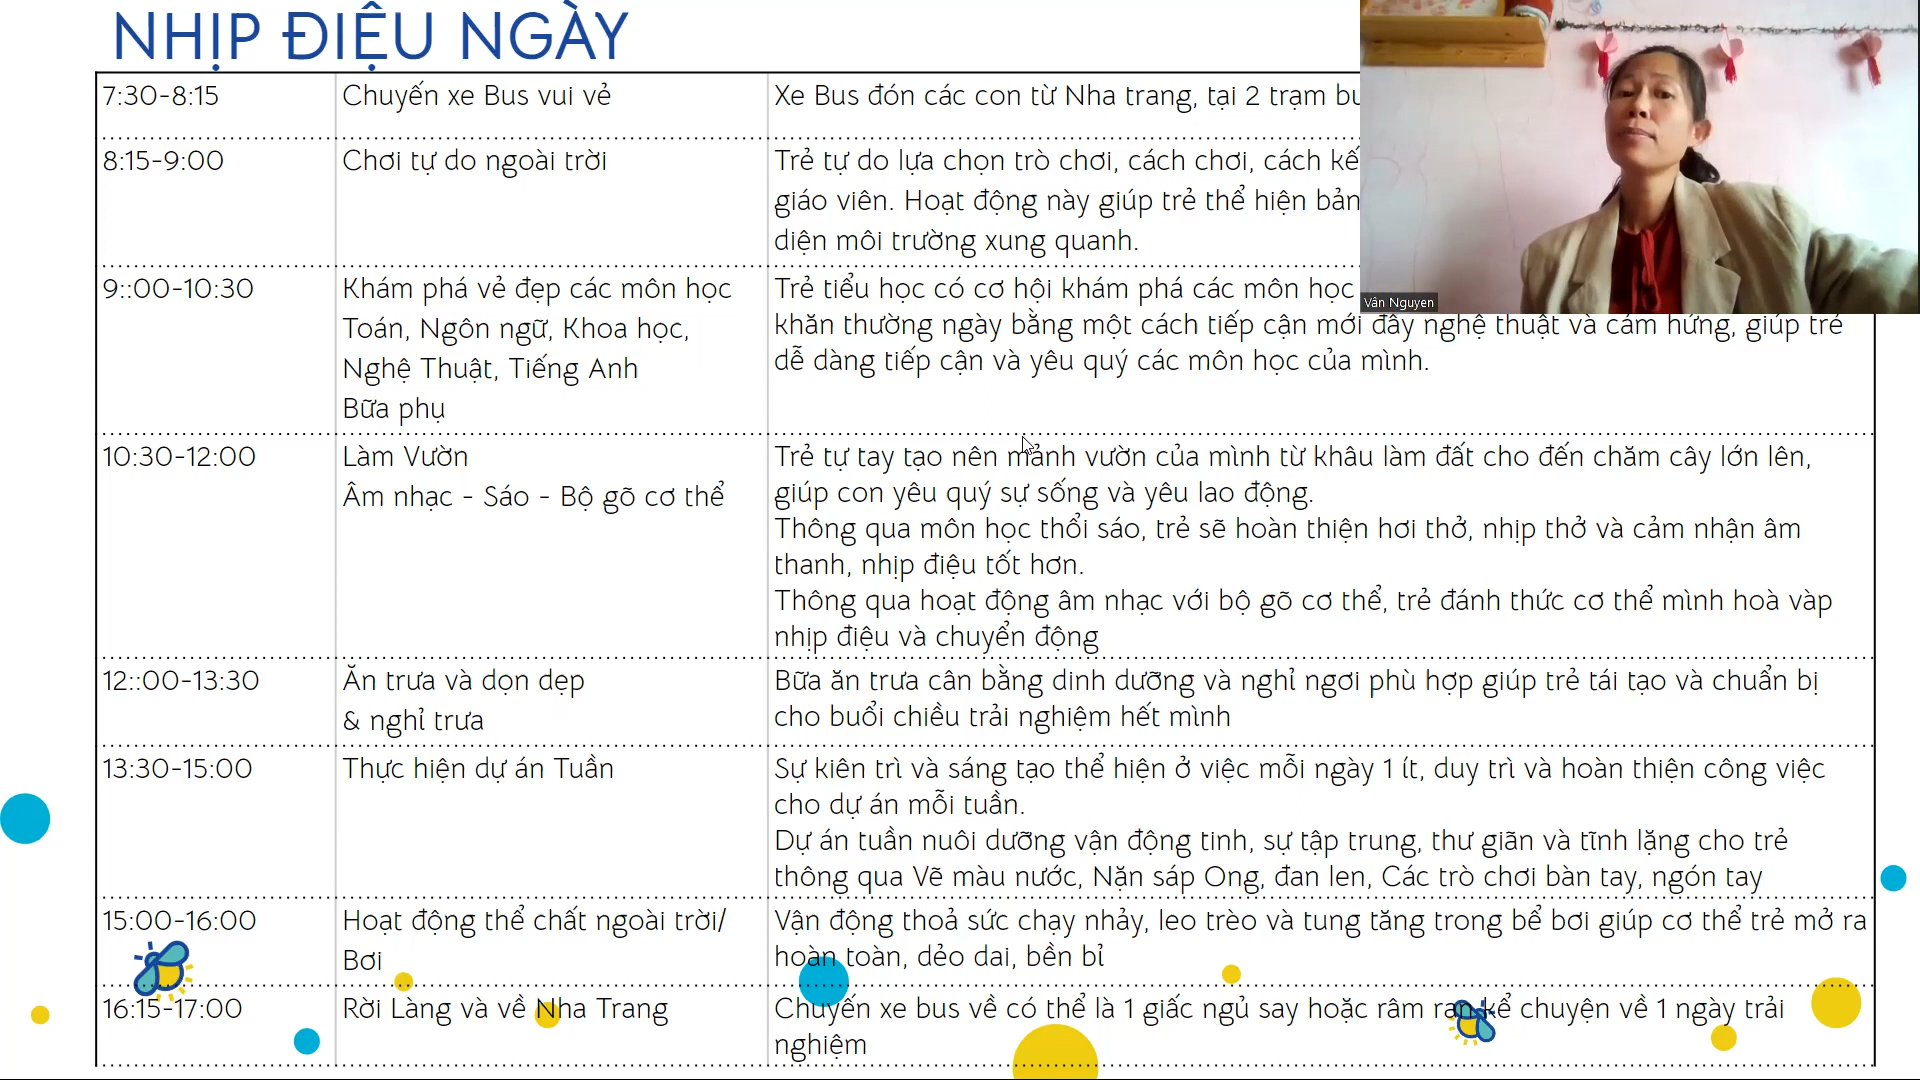 NHỊP ĐIỆU NGÀY
7:30-8:15
Chuyến xe Bus vui vẻ
Xe Bus đón các con từ Nha trang, tại 2 trạm
8:15-9:00
Chơi tự do ngoài trời
Trẻ tự do lựa chọn trò chơi, cách chơi, cách
giáo viên. Hoạt động này giúp trẻ thể hiện bản
diện môi trường xung quanh.
9::00-10:30
Khám phá vẻ đẹp các môn học
Toán, Ngôn ngữ, Khoa học,
Nghệ Thuật, Tiếng Anh
Bữa phụ
Trẻ tiểu học có cơ hội khám phá các môn học
khăn thường ngày bằng một cách tiếp cận mới đầy nghệ thuật và cảm hứng, giúp trẻ
dễ dàng tiếp cận và yêu quý các môn học của mình.
10:30-12:00
Làm Vườn
Âm nhạc - Sáo - Bộ gõ cơ thể
Trẻ tự tay tạo nên mảnh vườn của mình từ khâu làm đất cho đến chăm cây lớn lên,
giúp con yêu quý sự sống và yêu lao động.
Thông qua môn học thổi sáo, trẻ sẽ hoàn thiện hơi thở, nhịp thở và cảm nhận âm
thanh, nhịp điệu tốt hơn.
Thông qua hoạt động âm nhạc với bộ gõ cơ thể, trẻ đánh thức cơ thể mình hoà vàp
nhịp điệu và chuyển động
12::00-13:30
Ăn trưa và dọn dẹp
& nghỉ trưa
Bữa ăn trưa cân bằng dinh dưỡng và nghỉ ngơi phù hợp giúp trẻ tái tạo và chuẩn bị
cho buổi chiều trải nghiệm hết mình
13:30-15:00
Thực hiện dự án Tuần
Sự kiên trì và sáng tạo thể hiện ở việc mỗi ngày 1 ít, duy trì và hoàn thiện công việc
cho dự án mỗi tuần.
Dự án tuần nuôi dưỡng vận động tinh, sự tập trung, thư giãn và tĩnh lặng cho trẻ
thông qua Vẽ màu nước, Nặn sáp Ong, đan len, Các trò chơi bàn tay, ngón tay
15:00-16:00
Hoạt động thể chất ngoài trời/
Bơi
Vận động thoả sức chạy nhảy, leo trèo và tung tăng trong bể bơi giúp cơ thể trẻ mở ra
hoàn toàn, dẻo dai, bền bỉ
16:15-17:00
Rời Làng và về Nha Trang
Chuyến xe bus về có thể là 1 giấc ngủ say hoặc râm ran kể chuyện về 1 ngày trải
nghiệm
Vân Nguyen